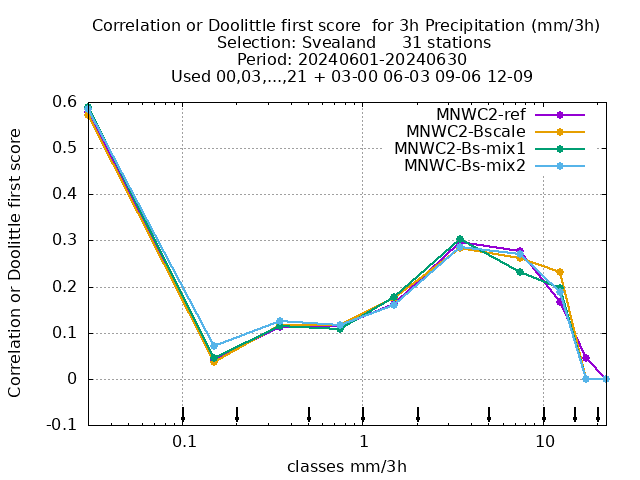 Correlation or Doolittle first score  for 3h Precipitation (mm/3h)
Selection: Svealand     31 stations
Period: 20240601-20240630
Used 00,03,...,21 + 03-00 06-03 09-06 12-09
Correlation or Doolittle first score
0.6
0.5
0.4
0.3
0.2
0.1
0
-0.1
MNWC2-ref
MNWC2-Bscale
MNWC2-Bs-mix1
MNWC-Bs-mix2
0.1 1 10
classes mm/3h